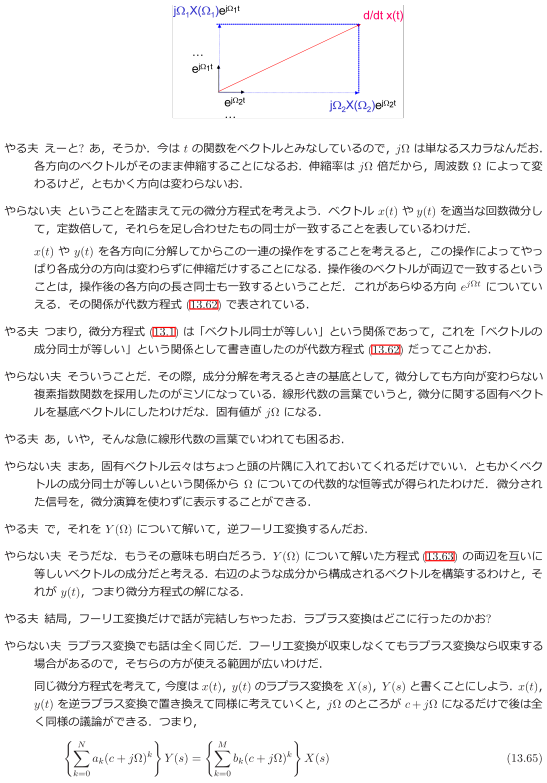 jΩ₁X(Ω₁)e^{jΩ₁t}
d/dt x(t)
…
e^{jΩ₁t}
e^{jΩ₂t}
…
jΩ₂X(Ω₂)e^{jΩ₂t}
やる夫 えーと? あ，そうか．今は t の関数をベクトルとみなしているので，jΩ は単なるスカラなんだお．
各方向のベクトルがそのまま伸縮することになるお．伸縮率は jΩ 倍だから，周波数 Ω によって変
わるけど，ともかく方向は変わらないお．
やらない夫 ということを踏まえて元の微分方程式を考えよう．ベクトル x(t) や y(t) を適当な回数微分し
て，定数倍して，それらを足し合わせたもの同士が一致することを表しているわけだ．
x(t) や y(t) を各方向に分解してからこの一連の操作をすることを考えると，この操作によってやっ
ぱり各成分の方向は変わらずに伸縮だけすることになる．操作後のベクトルが両辺で一致するという
ことは，操作後の各方向の長さ同士も一致するということだ．これがあらゆる方向 e^{jΩt} についてい
える．その関係が代数方程式 (13.62) で表されている．
やる夫 つまり，微分方程式 (13.1) は「ベクトル同士が等しい」という関係であって，これを「ベクトルの
成分同士が等しい」という関係として書き直したのが代数方程式 (13.62) だってことかお．
やらない夫 そういうことだ．その際，成分分解を考えるときの基底として，微分しても方向が変わらない
複素指数関数を採用したのがミソになっている．線形代数の言葉でいうと，微分に関する固有ベクト
ルを基底ベクトルにしたわけだな．固有値が jΩ になる．
やる夫 あ，いや，そんな急に線形代数の言葉でいわれても困るお．
やらない夫 まあ，固有ベクトル云々はちょっと頭の片隅に入れておいてくれるだけでいい．ともかくベク
トルの成分同士が等しいという関係から Ω についての代数的な恒等式が得られたわけだ．微分され
た信号を，微分演算を使わずに表示することができる．
やる夫 で，それを Y(Ω) について解いて，逆フーリエ変換するんだお．
やらない夫 そうだな．もうその意味も明白だろう．Y(Ω) について解いた方程式 (13.63) の両辺を互いに
等しいベクトルの成分だと考える．右辺のような成分から構成されるベクトルを構築するわけと，そ
れが y(t)，つまり微分方程式の解になる．
やる夫 結局，フーリエ変換だけで話が完結しちゃったお．ラプラス変換はどこに行ったのかお?
やらない夫 ラプラス変換でも話は全く同じだ．フーリエ変換が収束しなくてもラプラス変換なら収束する
場合があるので，そちらの方が使える範囲が広いわけだ．
同じ微分方程式を考えて，今度は x(t)，y(t) のラプラス変換を X(s)，Y(s) と書くことにしよう．x(t)，
y(t) を逆ラプラス変換で置き換えて同様に考えていくと，jΩ のところが c + jΩ になるだけで後は全
く同様の議論ができる．つまり，
{∑_{k=0}^{N} a_k(c + jΩ)^k} Y(s) = {∑_{k=0}^{M} b_k(c + jΩ)^k} X(s) (13.65)